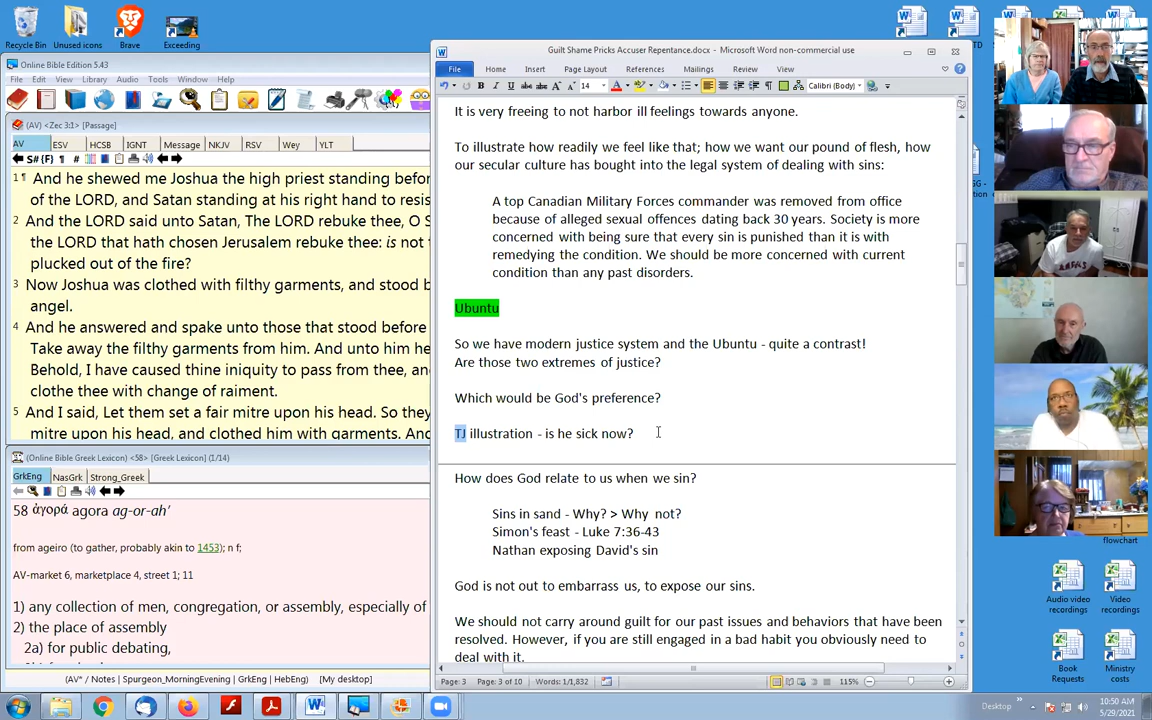 Recycle Bin
Unused icons
Brave
Exceeding
Online Bible Edition 5.43
File Edit View Library Audio Tools Window Help
(AV) <Zec 3:1> [Passage]
AV ESV HCSB IGNT Message NKJV RSV Wey YLT
S# {F} ¶ #
1 ¶ And he shewed me Joshua the high priest standing befor
of the LORD, and Satan standing at his right hand to resis
2 And the LORD said unto Satan, The LORD rebuke thee, O S
the LORD that hath chosen Jerusalem rebuke thee: is not t
plucked out of the fire?
3 Now Joshua was clothed with filthy garments, and stood b
angel.
4 And he answered and spake unto those that stood before
Take away the filthy garments from him. And unto him he
Behold, I have caused thine iniquity to pass from thee, an
clothe thee with change of raiment.
5 And I said, Let them set a fair mitre upon his head. So they
mitre upon his head, and clothed him with garments. And
(Online Bible Greek Lexicon) <58> [Greek Lexicon] (1/14)
GrkEng NasGrk Strong_Greek
58 ἀγορά agora ag-or-ah'
from ageiro (to gather, probably akin to 1453); n f;
AV-market 6, marketplace 4, street 1; 11
1) any collection of men, congregation, or assembly, especially of
2) the place of assembly
2a) for public debating,
(AV* / Notes | Spurgeon_MorningEvening | GrkEng | HebEng) [My desktop]
Guilt Shame Pricks Accuser Repentance.docx - Microsoft Word non-commercial use
File Home Insert Page Layout References Mailings Review View
B I U abc 14 A Calibri (Body)
It is very freeing to not harbor ill feelings towards anyone.
To illustrate how readily we feel like that; how we want our pound of flesh, how
our secular culture has bought into the legal system of dealing with sins:
A top Canadian Military Forces commander was removed from office
because of alleged sexual offences dating back 30 years. Society is more
concerned with being sure that every sin is punished than it is with
remedying the condition. We should be more concerned with current
condition than any past disorders.
Ubuntu
So we have modern justice system and the Ubuntu - quite a contrast!
Are those two extremes of justice?
Which would be God's preference?
TJ illustration - is he sick now?
How does God relate to us when we sin?
Sins in sand - Why? > Why not?
Simon's feast - Luke 7:36-43
Nathan exposing David's sin
God is not out to embarrass us, to expose our sins.
We should not carry around guilt for our past issues and behaviors that have been
resolved. However, if you are still engaged in a bad habit you obviously need to
deal with it.
Page: 3 Page: 3 of 10 Words: 1/1,832 115%
flowchart
Audio video
recordings
Video
recordings
Book
Requests
Ministry
costs
Desktop
10:50 AM
5/29/2021